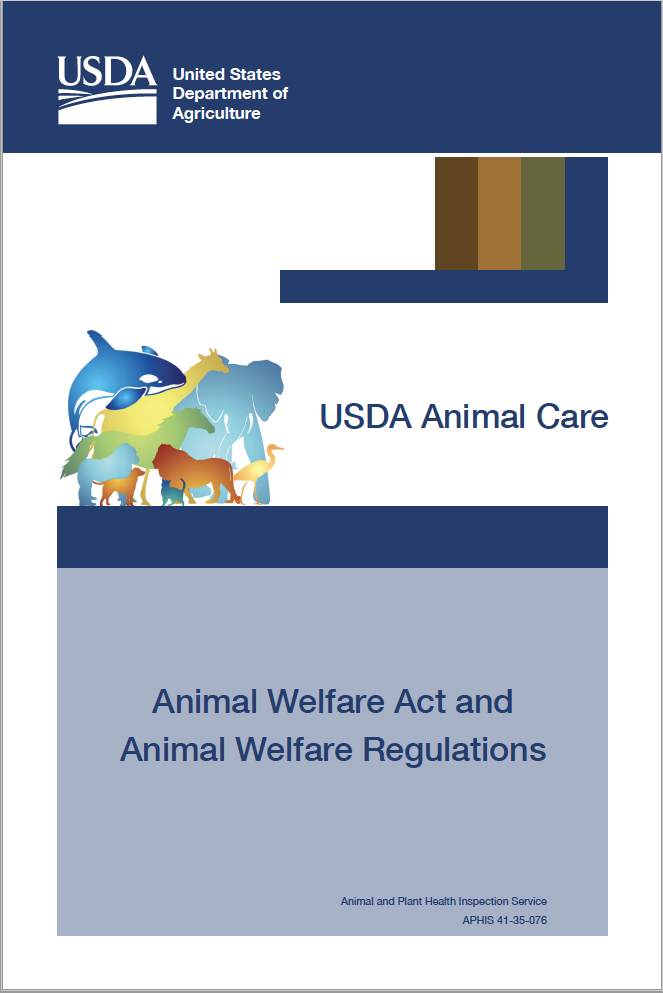 USDA
United States
Department of
Agriculture
USDA Animal Care
Animal Welfare Act and
Animal Welfare Regulations
Animal and Plant Health Inspection Service
APHIS 41-35-076